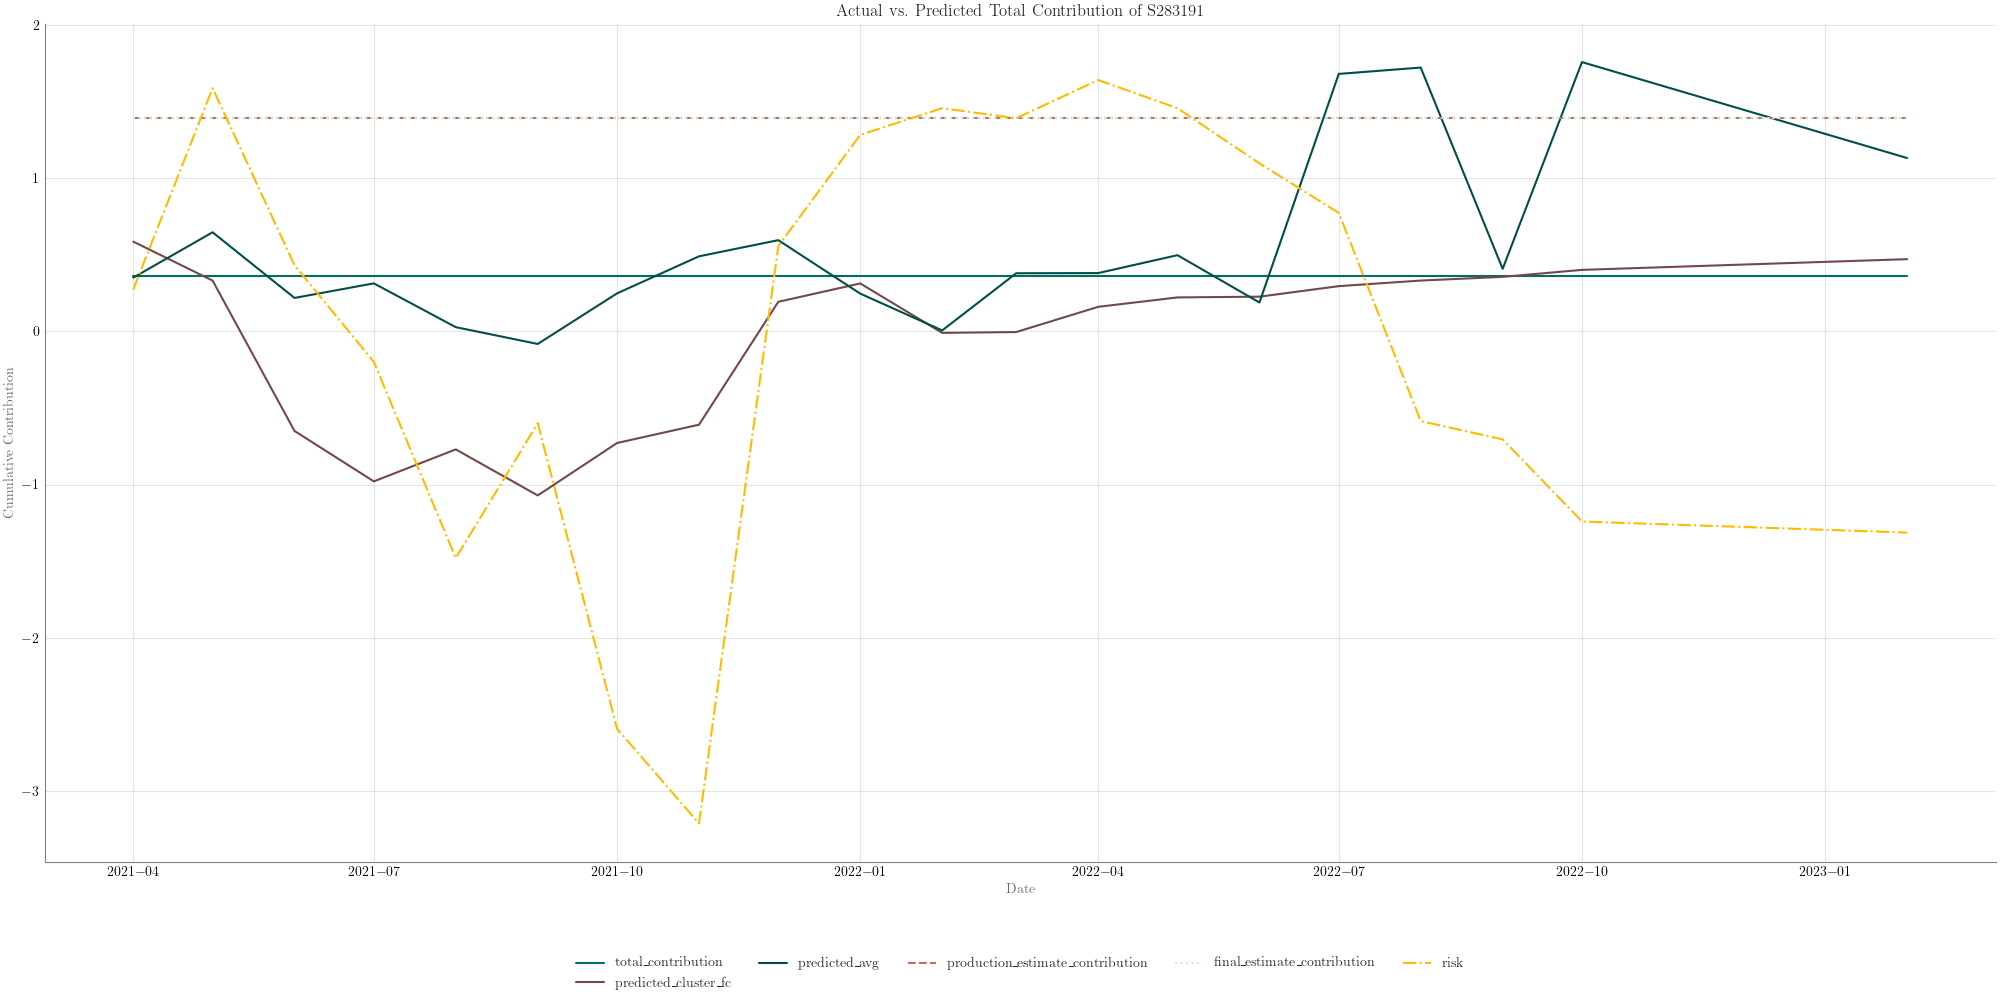 Actual vs. Predicted Total Contribution of S283191
Cumulative Contribution
2
1
0
−1
−2
−3
2021−04 2021−07 2021−10 2022−01 2022−04 2022−07 2022−10 2023−01
Date
total_contribution predicted_avg production_estimate_contribution final_estimate_contribution risk
predicted_cluster_fc